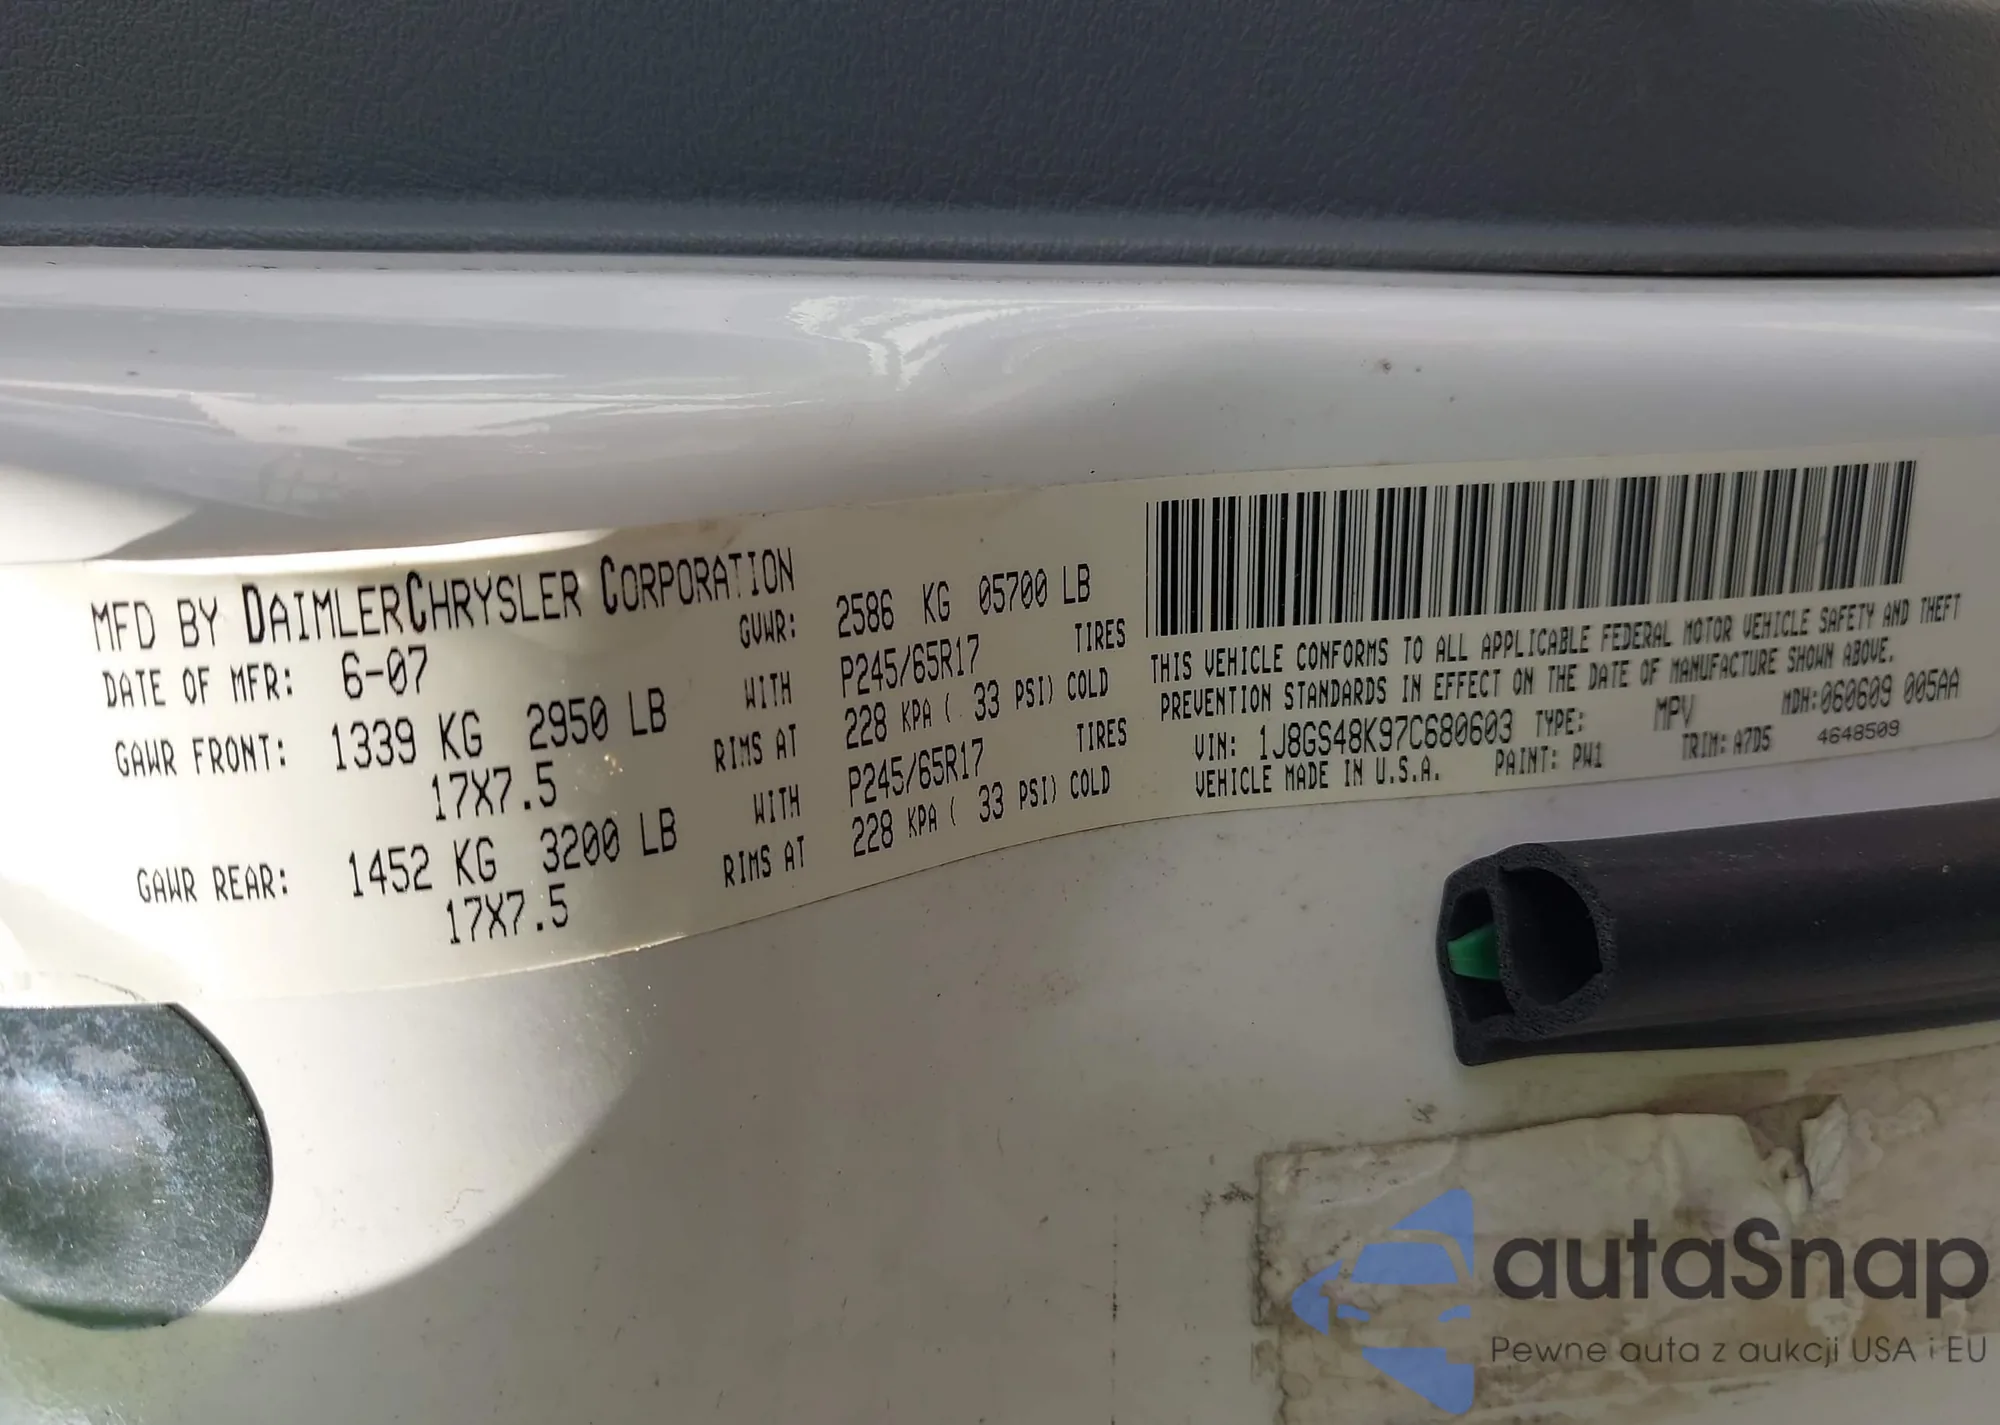 MFD BY DAIMLERCHRYSLER CORPORATION
DATE OF MFR: 6-07 GVWR: 2586 KG 05700 LB
GAWR FRONT: 1339 KG 2950 LB WITH P245/65R17 TIRES
17X7.5 RIMS AT 228 KPA ( 33 PSI) COLD
GAWR REAR: 1452 KG 3200 LB WITH P245/65R17 TIRES
17X7.5 RIMS AT 228 KPA ( 33 PSI) COLD
THIS VEHICLE CONFORMS TO ALL APPLICABLE FEDERAL MOTOR VEHICLE SAFETY AND THEFT
PREVENTION STANDARDS IN EFFECT ON THE DATE OF MANUFACTURE SHOWN ABOVE.
VIN: 1J8GS48K97C680603 TYPE: MPV MDH:060609 005AA
VEHICLE MADE IN U.S.A. PAINT: PW1 TRIM: A7D5 4648509
autaSnap
Pewne auta z aukcji USA i EU